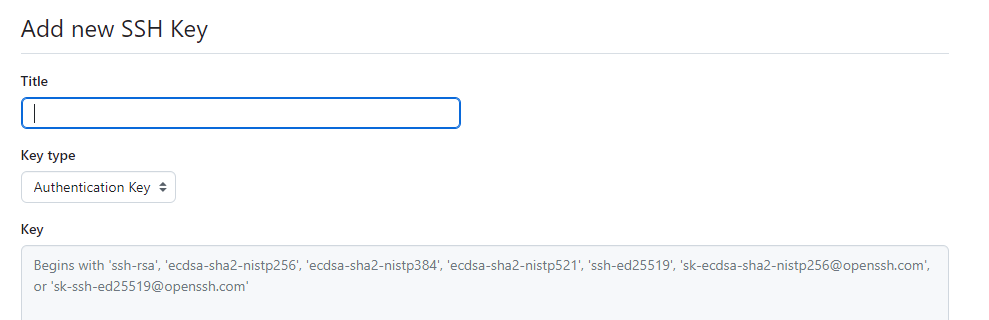 Add new SSH Key
Title
Key type
Authentication Key
Key
Begins with 'ssh-rsa', 'ecdsa-sha2-nistp256', 'ecdsa-sha2-nistp384', 'ecdsa-sha2-nistp521', 'ssh-ed25519', 'sk-ecdsa-sha2-nistp256@openssh.com',
or 'sk-ssh-ed25519@openssh.com'